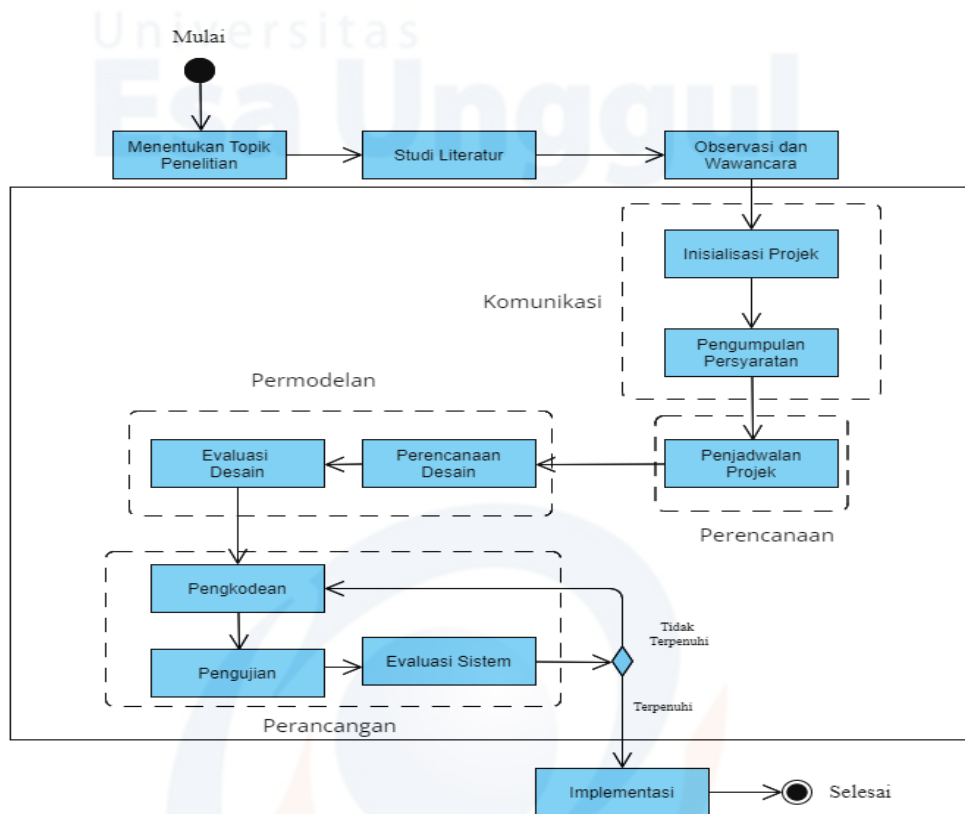 Universitas
Esa Unggul
Mulai
Menentukan Topik
Penelitian
Studi Literatur
Observasi dan
Wawancara
Inisialisasi Projek
Komunikasi
Pengumpulan
Persyaratan
Permodelan
Evaluasi
Desain
Perencanaan
Desain
Penjadwalan
Projek
Perencanaan
Pengkodean
Tidak
Terpenuhi
Pengujian
Evaluasi Sistem
Terpenuhi
Perancangan
Implementasi
Selesai